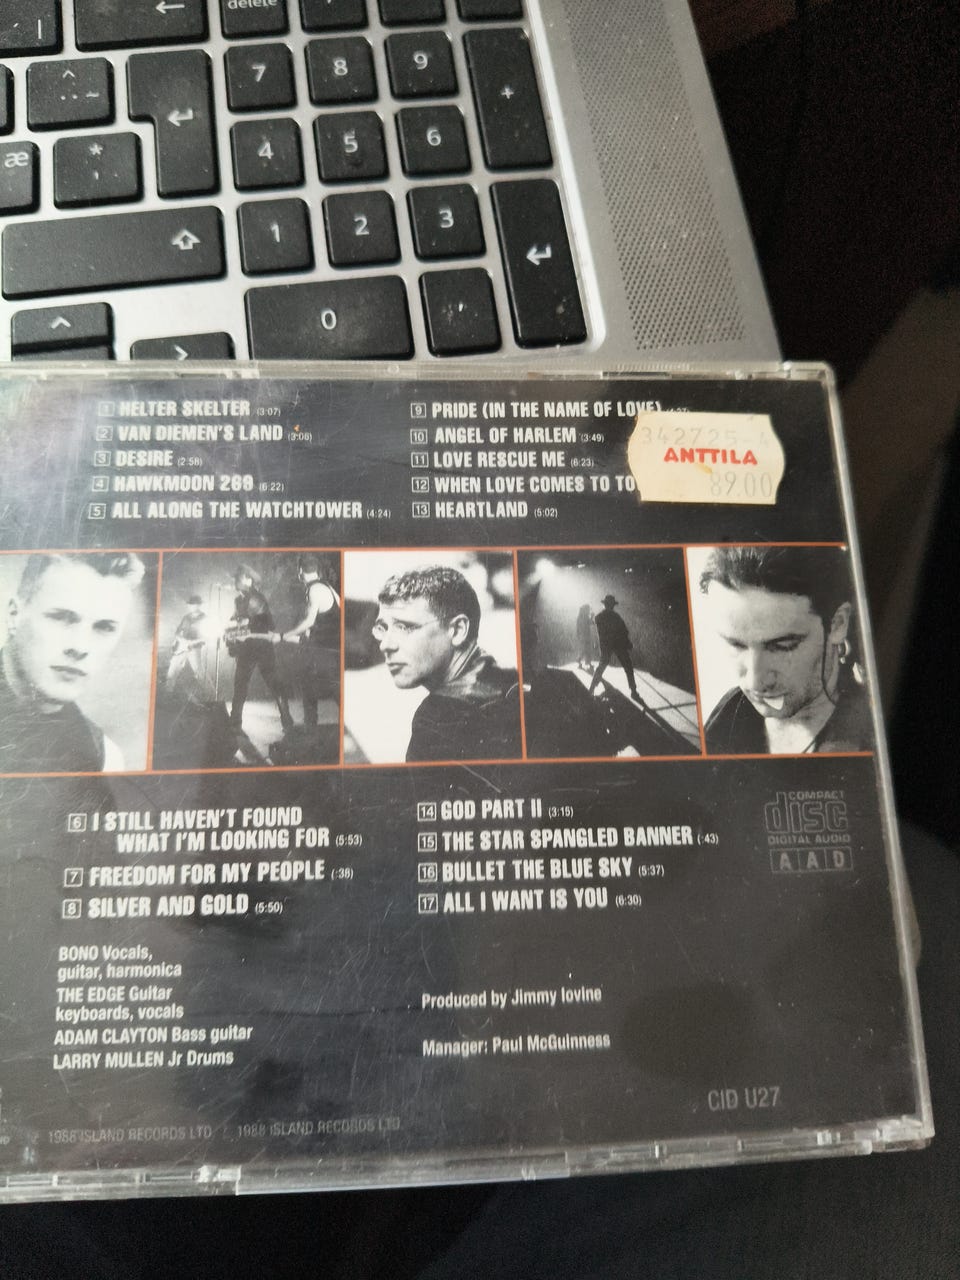 delete
7 8 9 +
4 5 6
æ * '
1 2 3
0 '
1 HELTER SKELTER (3:07)
2 VAN DIEMEN'S LAND (3:06)
3 DESIRE (2:58)
4 HAWKMOON 269 (6:22)
5 ALL ALONG THE WATCHTOWER (4:24)
9 PRIDE (IN THE NAME OF LOVE)
10 ANGEL OF HARLEM (3:49)
11 LOVE RESCUE ME (6:23)
12 WHEN LOVE COMES TO TO
13 HEARTLAND (5:02)
342725-4
ANTTILA
89.00
6 I STILL HAVEN'T FOUND
WHAT I'M LOOKING FOR (5:53)
7 FREEDOM FOR MY PEOPLE (:38)
8 SILVER AND GOLD (5:50)
14 GOD PART II (3:15)
15 THE STAR SPANGLED BANNER (:43)
16 BULLET THE BLUE SKY (5:37)
17 ALL I WANT IS YOU (6:30)
COMPACT
disc
DIGITAL AUDIO
AAD
BONO Vocals,
guitar, harmonica
THE EDGE Guitar
keyboards, vocals
ADAM CLAYTON Bass guitar
LARRY MULLEN Jr Drums
Produced by Jimmy Iovine
Manager: Paul McGuinness
CID U27
1988 ISLAND RECORDS LTD. 1988 ISLAND RECORDS LTD.